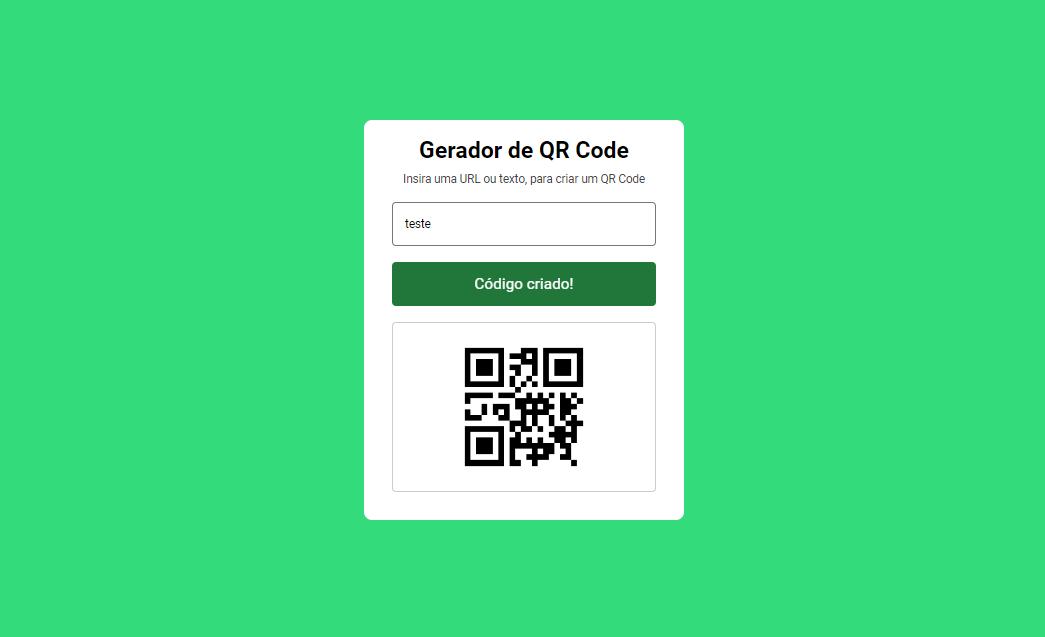 Gerador de QR Code
Insira uma URL ou texto, para criar um QR Code
teste
Código criado!